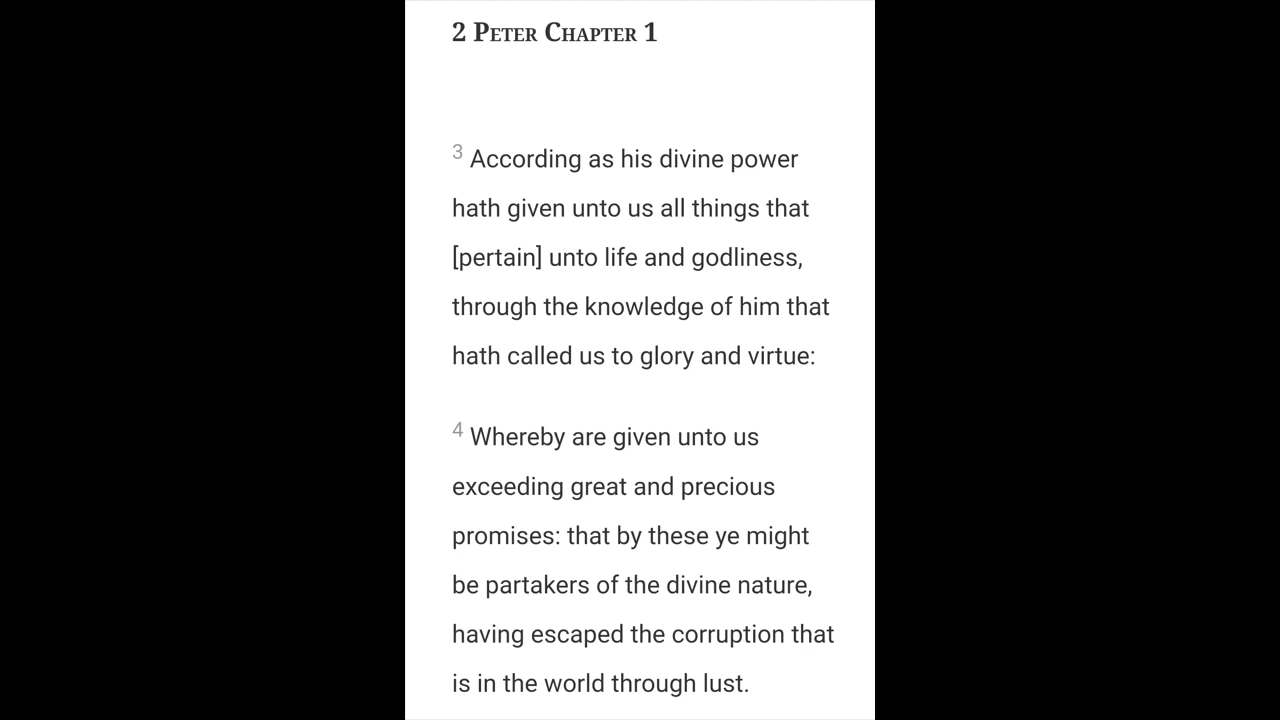 2 Peter Chapter 1
3 According as his divine power
hath given unto us all things that
[pertain] unto life and godliness,
through the knowledge of him that
hath called us to glory and virtue:
4 Whereby are given unto us
exceeding great and precious
promises: that by these ye might
be partakers of the divine nature,
having escaped the corruption that
is in the world through lust.